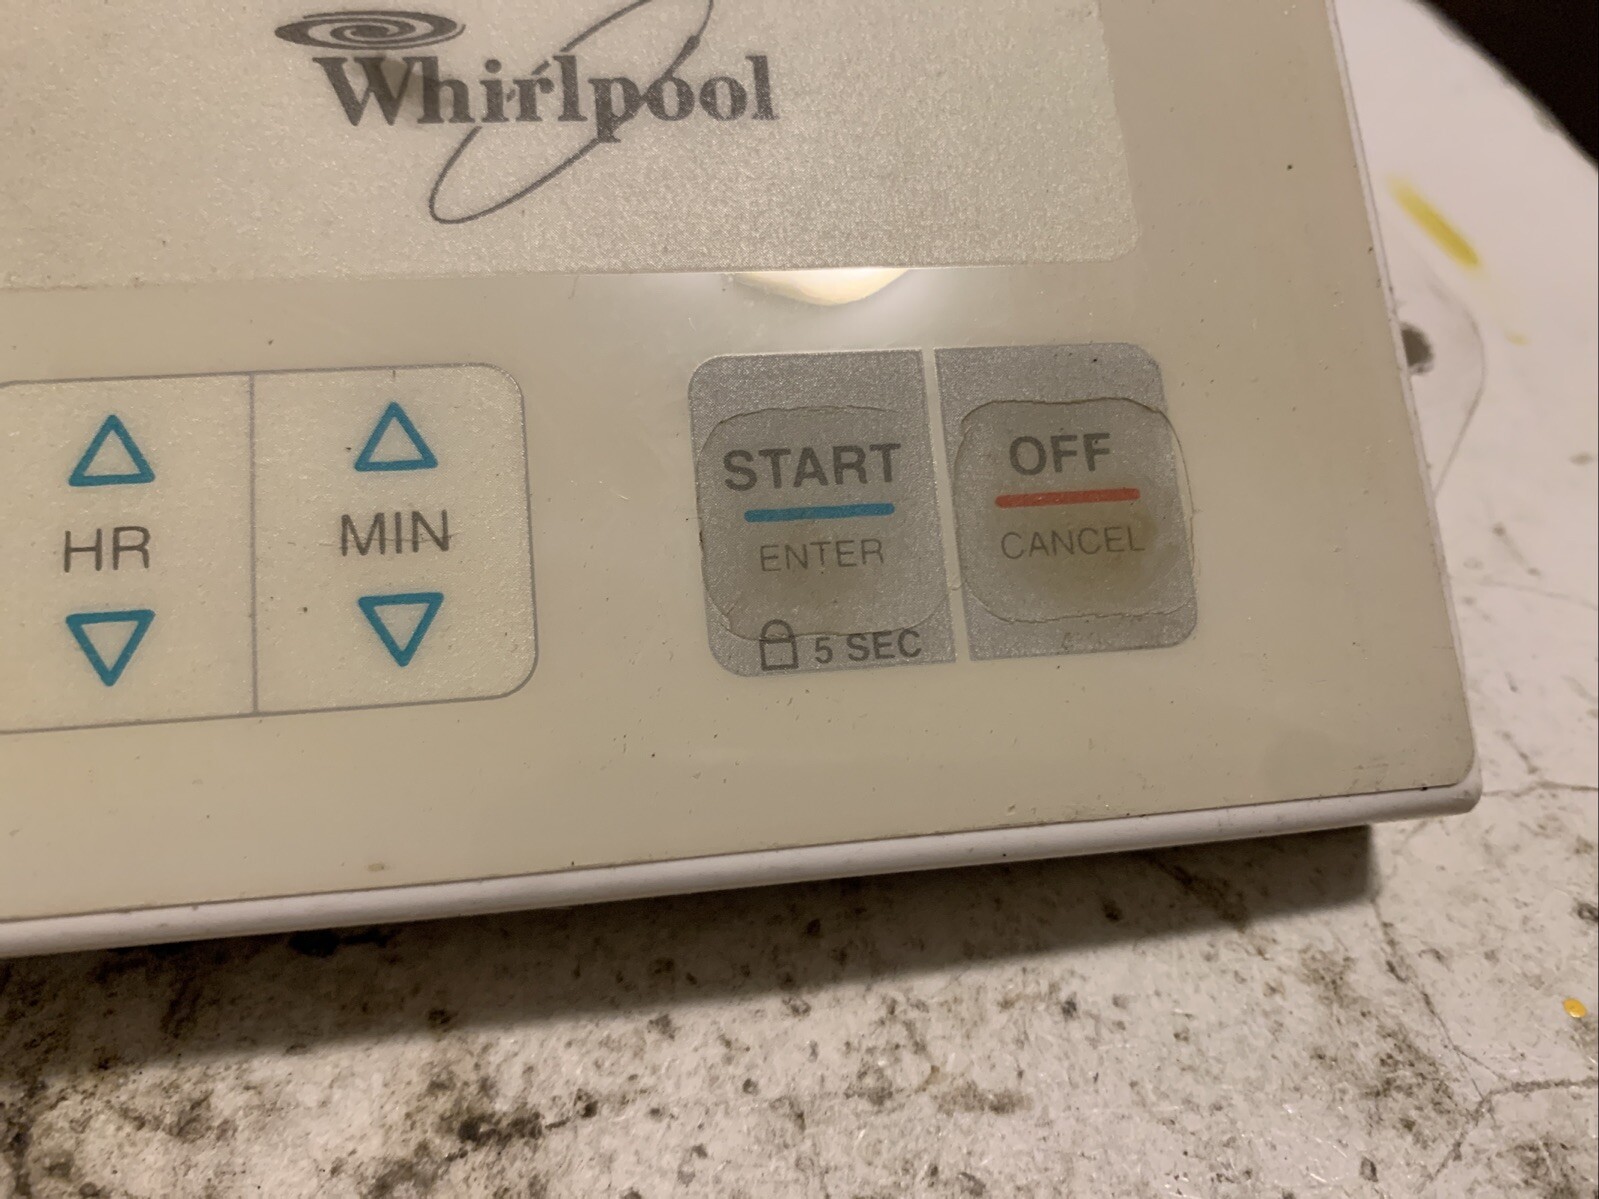 Whirlpool
HR
MIN
START
ENTER
5 SEC
OFF
CANCEL